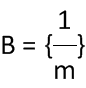 B = {1/m}